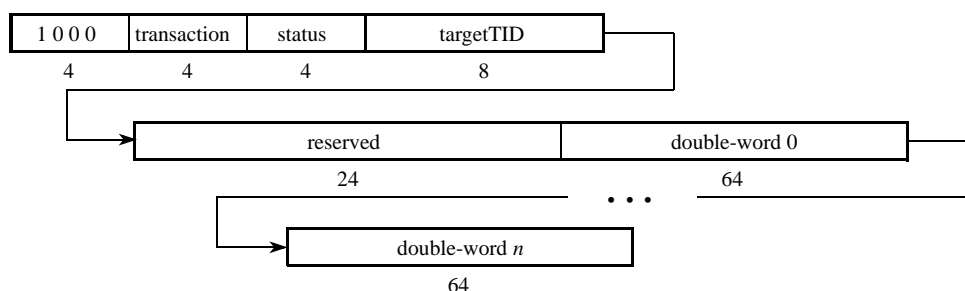 1 0 0 0 transaction status targetTID
4 4 4 8
reserved double-word 0
24 64
. . .
double-word n
64